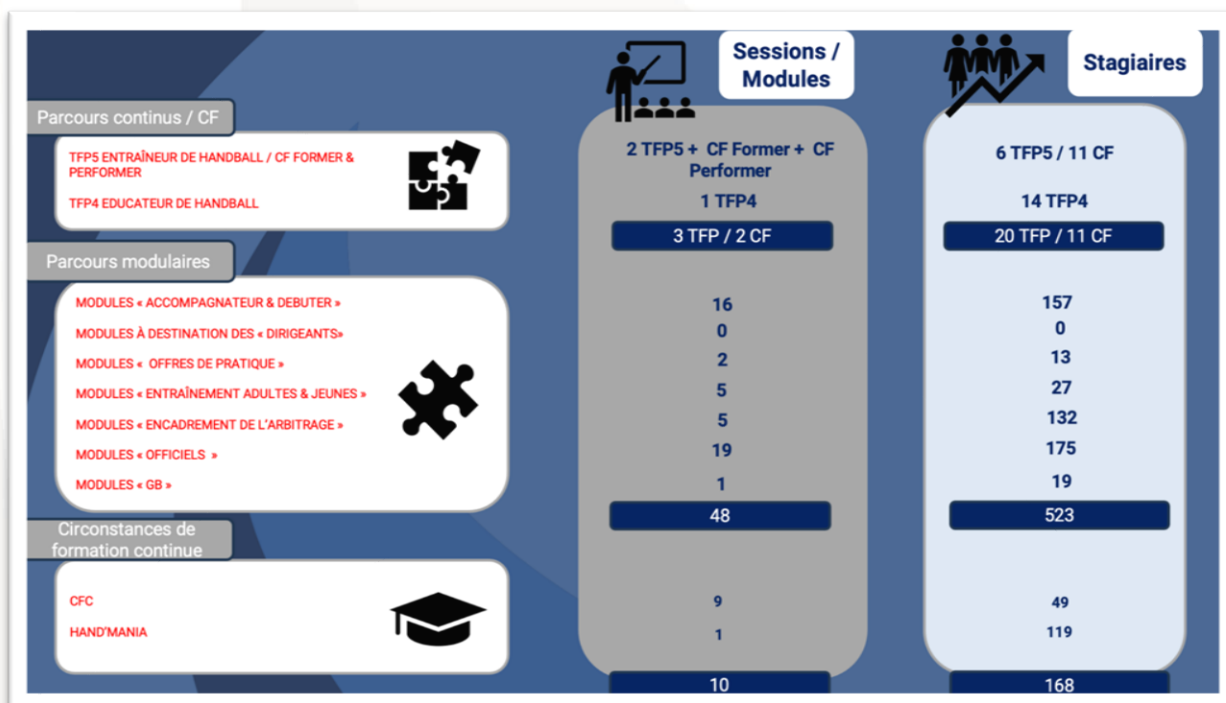 Sessions /
Modules
Stagiaires
Parcours continus / CF
TFP5 ENTRAÎNEUR DE HANDBALL / CF FORMER &
PERFORMER
2 TFP5 + CF Former + CF
Performer
6 TFP5 / 11 CF
TFP4 EDUCATEUR DE HANDBALL
1 TFP4
14 TFP4
3 TFP / 2 CF
20 TFP / 11 CF
Parcours modulaires
MODULES « ACCOMPAGNATEUR & DEBUTER »
16
157
MODULES À DESTINATION DES « DIRIGEANTS»
0
0
MODULES « OFFRES DE PRATIQUE »
2
13
MODULES « ENTRAÎNEMENT ADULTES & JEUNES »
5
27
MODULES « ENCADREMENT DE L'ARBITRAGE »
5
132
MODULES « OFFICIELS »
19
175
MODULES « GB »
1
19
48
523
Circonstances de
formation continue
CFC
9
49
HAND'MANIA
1
119
10
168